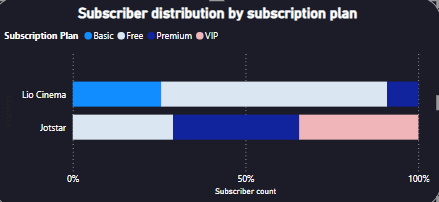 Subscriber distribution by subscription plan
Subscription Plan Basic Free Premium VIP
Lio Cinema
Jotstar
0% 50% 100%
Subscriber count